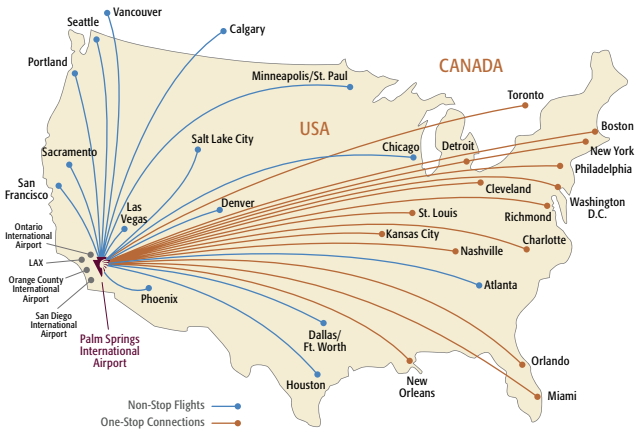 Vancouver
Seattle
Calgary
Portland
Minneapolis/St. Paul
CANADA
Toronto
USA
Boston
Salt Lake City
Chicago
Detroit
New York
Sacramento
Philadelphia
San
Francisco
Cleveland
Washington
D.C.
Las
Vegas
Denver
St. Louis
Richmond
Ontario
International
Airport
Kansas City
Charlotte
Nashville
LAX
Orange County
International
Airport
Phoenix
Atlanta
San Diego
International
Airport
Palm Springs
International
Airport
Dallas/
Ft. Worth
Orlando
Houston
New
Orleans
Miami
Non-Stop Flights
One-Stop Connections